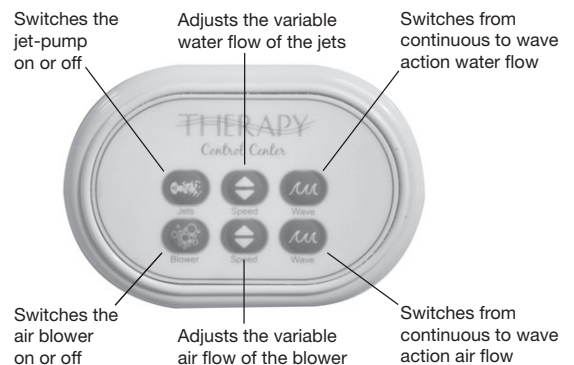 Switches the
jet-pump
on or off
Adjusts the variable
water flow of the jets
Switches from
continuous to wave
action water flow
THERAPY
Control Center
Jets Speed Wave
Blower Speed Wave
Switches the
air blower
on or off
Adjusts the variable
air flow of the blower
Switches from
continuous to wave
action air flow